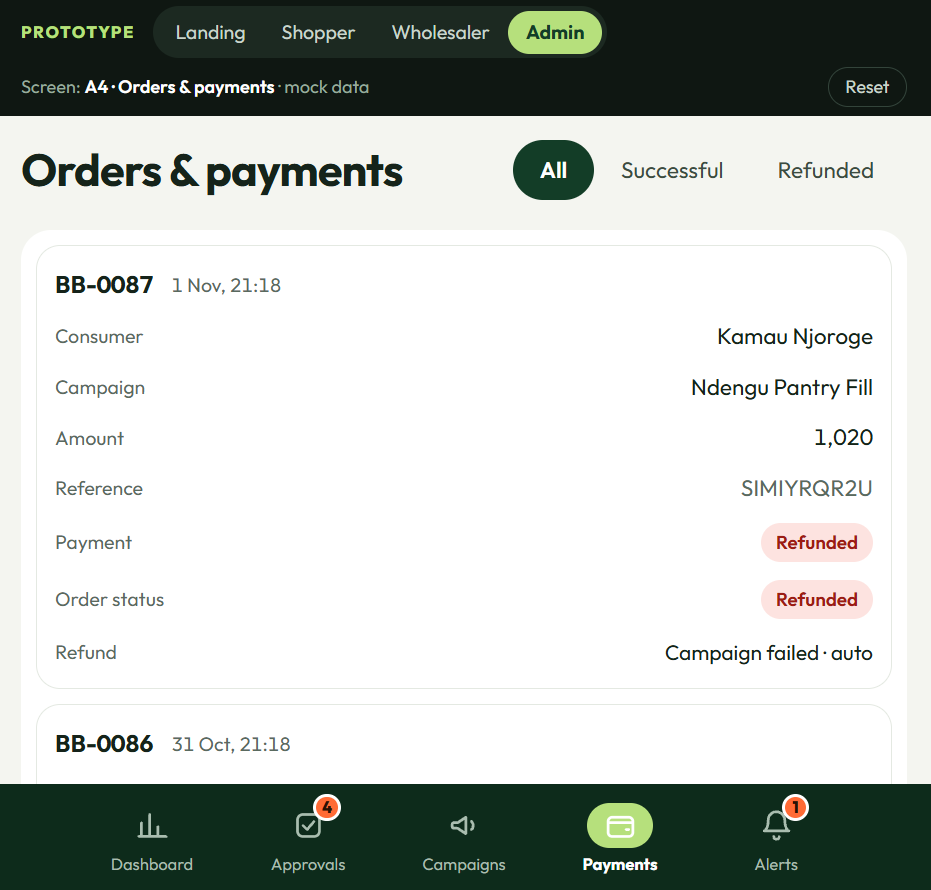 PROTOTYPE Landing Shopper Wholesaler Admin
Screen: A4 · Orders & payments · mock data Reset
Orders & payments All Successful Refunded
BB-0087 1 Nov, 21:18
Consumer Kamau Njoroge
Campaign Ndengu Pantry Fill
Amount 1,020
Reference SIMIYRQR2U
Payment Refunded
Order status Refunded
Refund Campaign failed · auto
BB-0086 31 Oct, 21:18
4 1
Dashboard Approvals Campaigns Payments Alerts